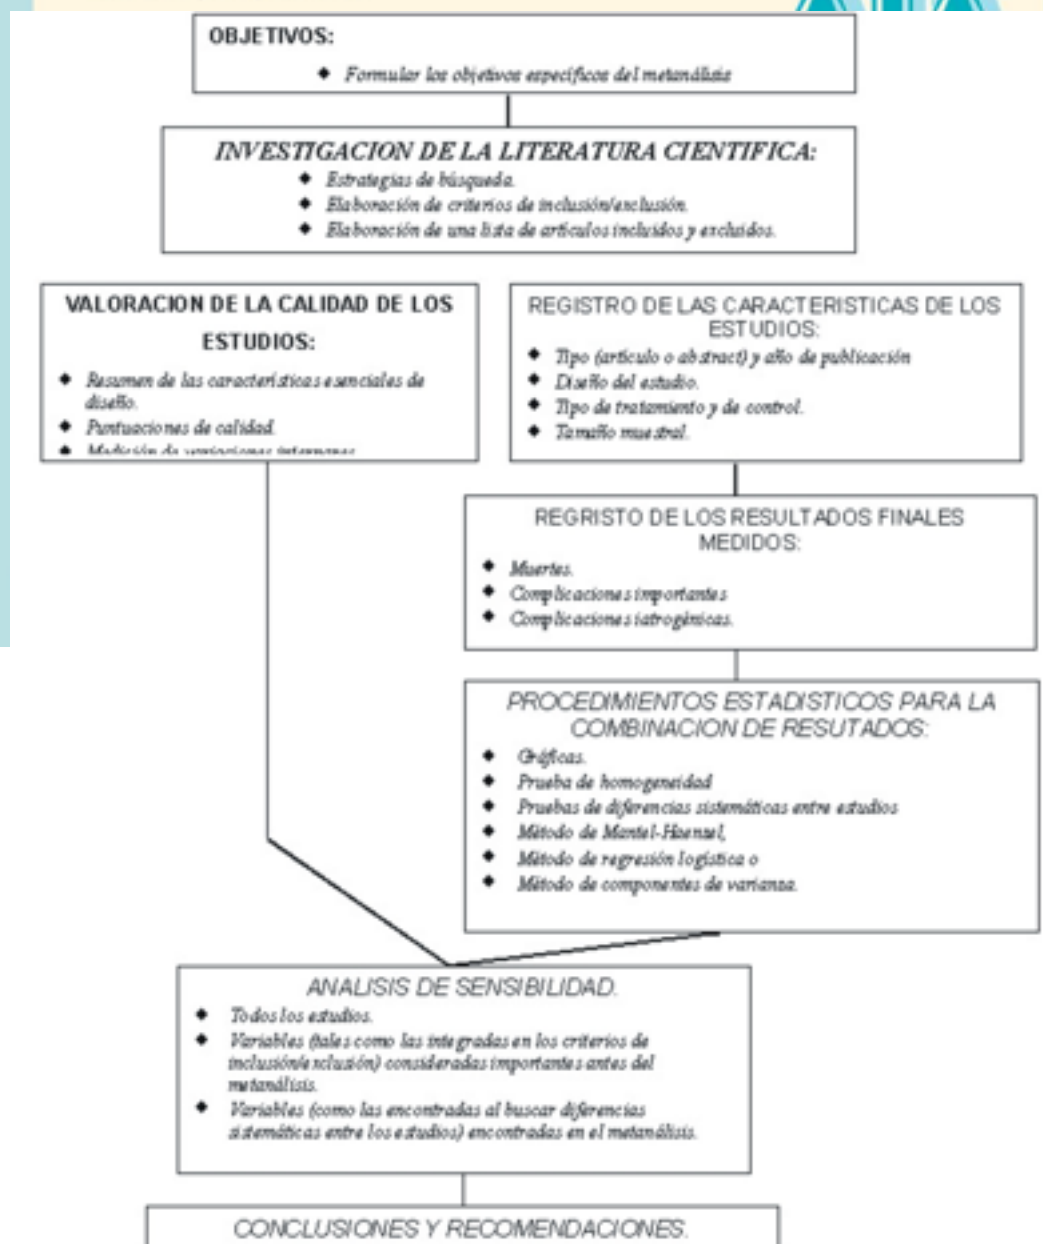 OBJETIVOS:
◆ Formular los objetivos específicos del metanálisis
INVESTIGACION DE LA LITERATURA CIENTIFICA:
◆ Estrategias de búsqueda.
◆ Elaboración de criterios de inclusión/exclusión.
◆ Elaboración de una lista de artículos incluidos y excluidos.
VALORACION DE LA CALIDAD DE LOS
ESTUDIOS:
◆ Resumen de las características esenciales de
diseño.
◆ Puntuaciones de calidad.
◆ Medición de variaciones
REGISTRO DE LAS CARACTERISTICAS DE LOS
ESTUDIOS:
◆ Tipo (artículo o abstract) y año de publicación
◆ Diseño del estudio.
◆ Tipo de tratamiento y de control.
◆ Tamaño muestral.
REGRISTO DE LOS RESULTADOS FINALES
MEDIDOS:
◆ Muertes.
◆ Complicaciones importantes
◆ Complicaciones iatrogénicas.
PROCEDIMIENTOS ESTADISTICOS PARA LA
COMBINACION DE RESUTADOS:
◆ Gráficas.
◆ Prueba de homogeneidad
◆ Pruebas de diferencias sistemáticas entre estudios
◆ Método de Mantel-Haenzel,
◆ Método de regresión logística o
◆ Método de componentes de varianza.
ANALISIS DE SENSIBILIDAD.
◆ Todos los estudios.
◆ Variables (tales como las integradas en los criterios de
inclusión/exclusión) consideradas importantes antes del
metanálisis.
◆ Variables (como las encontradas al buscar diferencias
sistemáticas entre los estudios) encontradas en el metanálisis.
CONCLUSIONES Y RECOMENDACIONES.